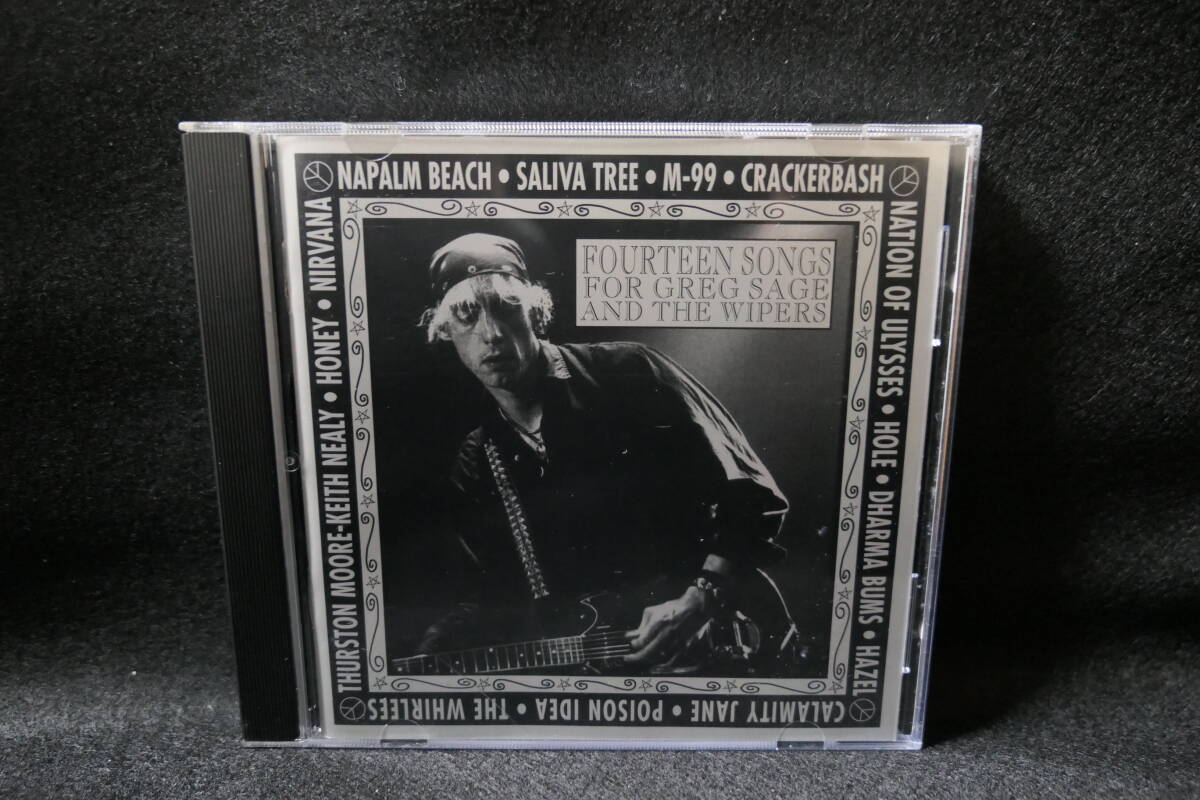 NAPALM BEACH • SALIVA TREE • M-99 • CRACKERBASH
NATION OF ULYSSES • HOLE • DHARMA BUMS • HAZEL
CALAMITY JANE • POISON IDEA • THE WHIRLEES
THURSTON MOORE-KEITH NEALY • HONEY • NIRVANA
FOURTEEN SONGS
FOR GREG SAGE
AND THE WIPERS